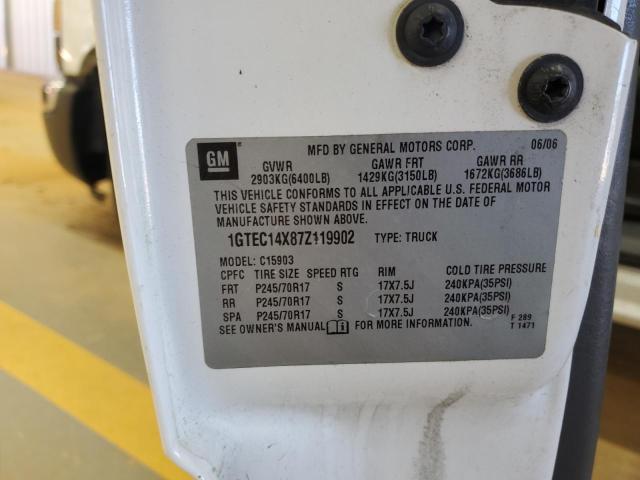 GM MFD BY GENERAL MOTORS CORP. 06/06
GVWR GAWR FRT GAWR RR
2903KG(6400LB) 1429KG(3150LB) 1672KG(3686LB)
THIS VEHICLE CONFORMS TO ALL APPLICABLE U.S. FEDERAL MOTOR
VEHICLE SAFETY STANDARDS IN EFFECT ON THE DATE OF
MANUFACTURE SHOWN ABOVE.
1GTEC14X87Z119902 TYPE: TRUCK
MODEL: C15903
CPFC TIRE SIZE SPEED RTG RIM COLD TIRE PRESSURE
FRT P245/70R17 S 17X7.5J 240KPA(35PSI)
RR P245/70R17 S 17X7.5J 240KPA(35PSI)
SPA P245/70R17 S 17X7.5J 240KPA(35PSI)
SEE OWNER'S MANUAL FOR MORE INFORMATION. F 289
T 1471